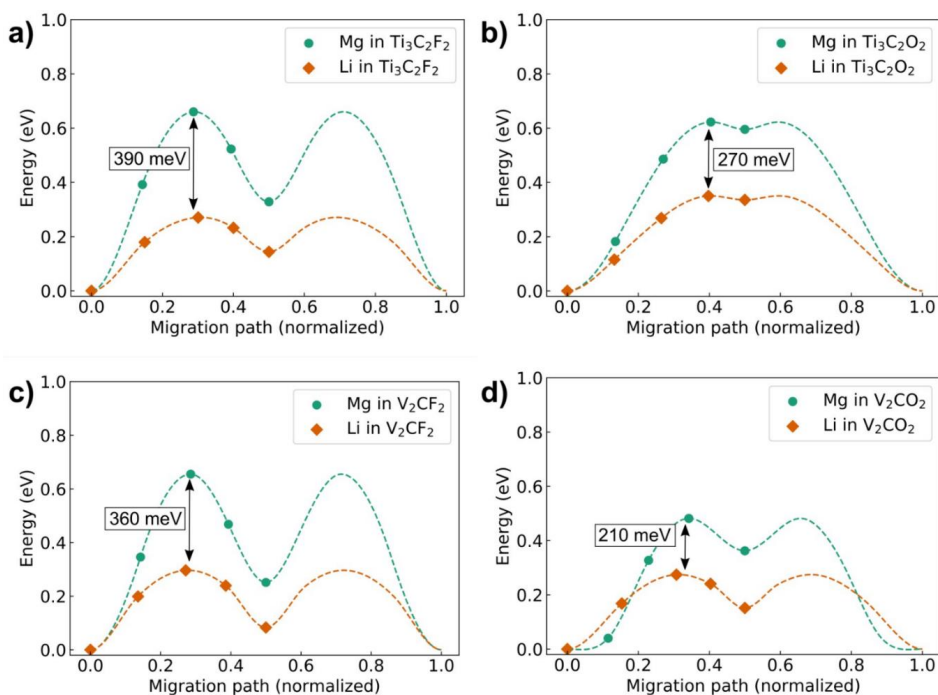 a)
1.0
0.8
0.6
0.4
0.2
0.0
Energy (eV)
Mg in Ti₃C₂F₂
Li in Ti₃C₂F₂
390 meV
0.0 0.2 0.4 0.6 0.8 1.0
Migration path (normalized)
b)
1.0
0.8
0.6
0.4
0.2
0.0
Energy (eV)
Mg in Ti₃C₂O₂
Li in Ti₃C₂O₂
270 meV
0.0 0.2 0.4 0.6 0.8 1.0
Migration path (normalized)
c)
1.0
0.8
0.6
0.4
0.2
0.0
Energy (eV)
Mg in V₂CF₂
Li in V₂CF₂
360 meV
0.0 0.2 0.4 0.6 0.8 1.0
Migration path (normalized)
d)
1.0
0.8
0.6
0.4
0.2
0.0
Energy (eV)
Mg in V₂CO₂
Li in V₂CO₂
210 meV
0.0 0.2 0.4 0.6 0.8 1.0
Migration path (normalized)